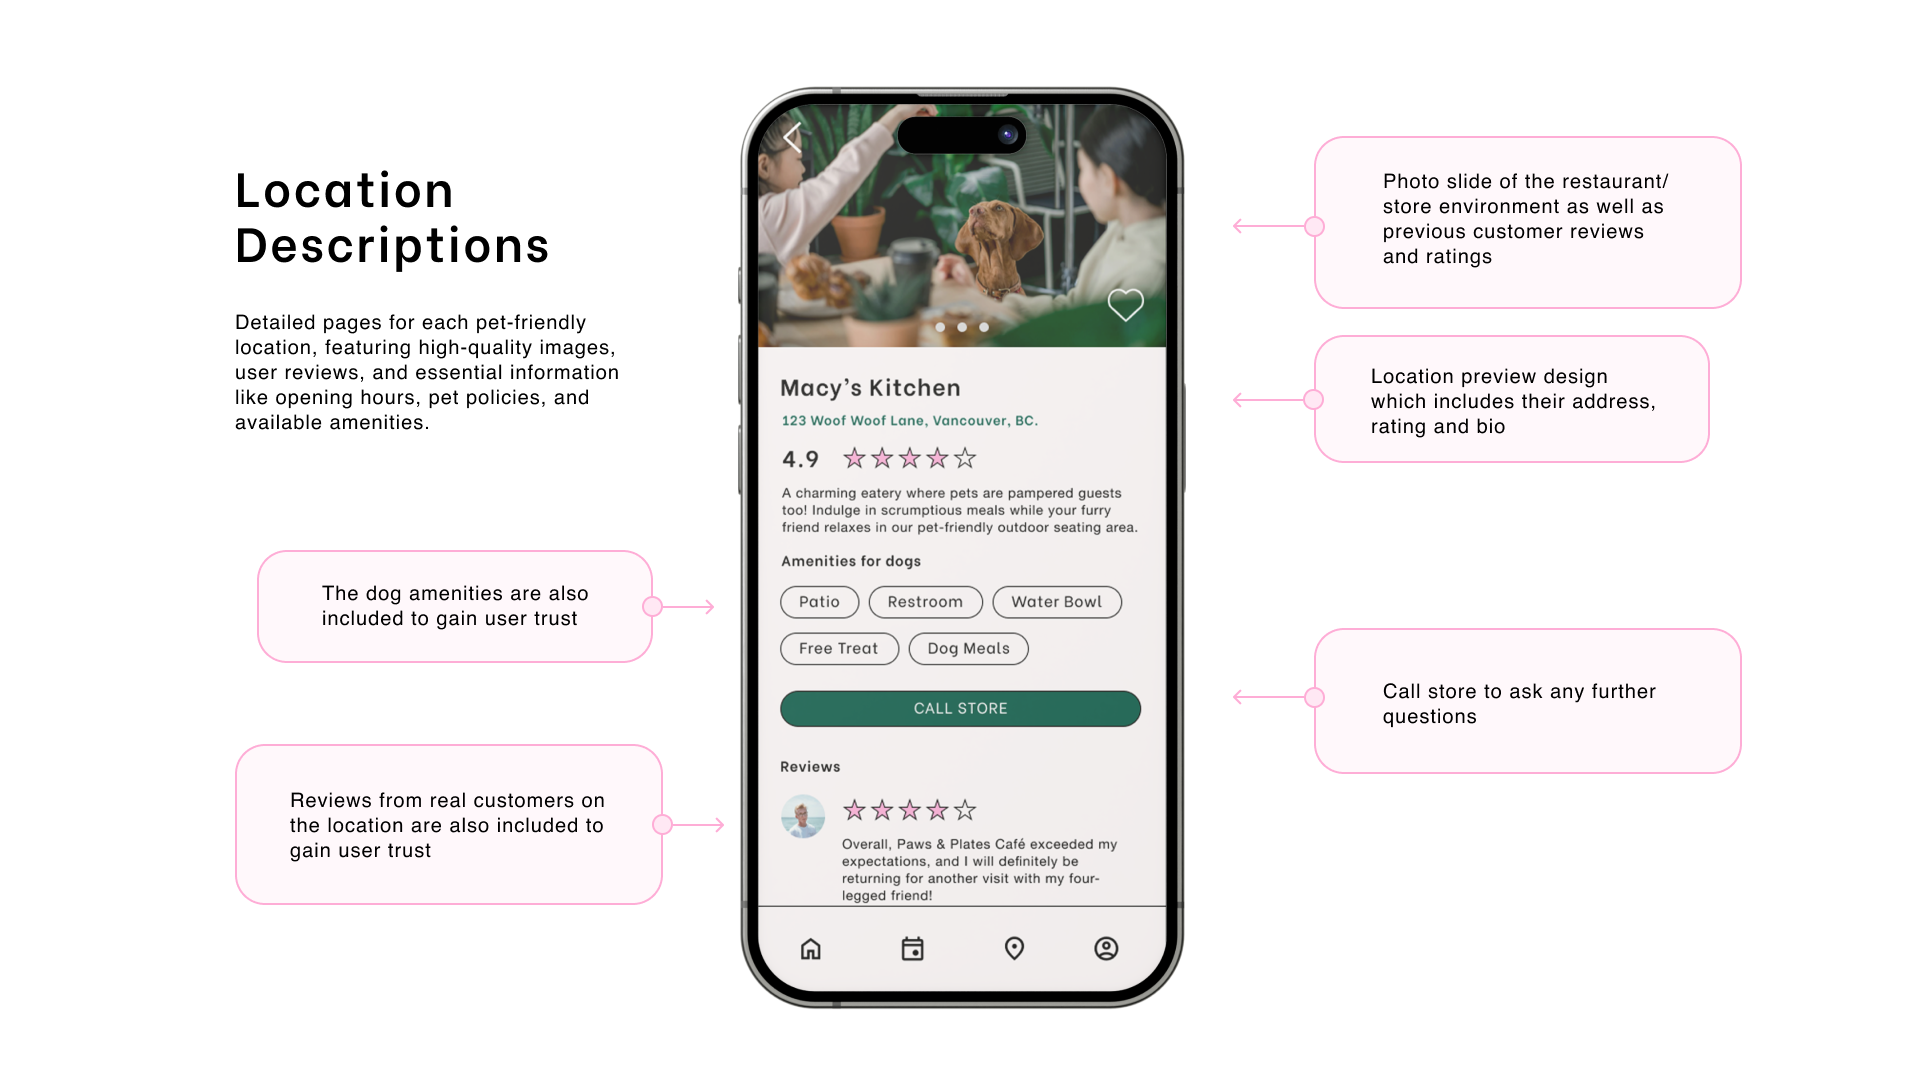 Location
Descriptions
Detailed pages for each pet-friendly
location, featuring high-quality images,
user reviews, and essential information
like opening hours, pet policies, and
available amenities.
The dog amenities are also
included to gain user trust
Reviews from real customers on
the location are also included to
gain user trust
Macy’s Kitchen
123 Woof Woof Lane, Vancouver, BC.
4.9
A charming eatery where pets are pampered guests
too! Indulge in scrumptious meals while your furry
friend relaxes in our pet-friendly outdoor seating area.
Amenities for dogs
Patio Restroom Water Bowl
Free Treat Dog Meals
CALL STORE
Reviews
Overall, Paws & Plates Café exceeded my
expectations, and I will definitely be
returning for another visit with my four-
legged friend!
Photo slide of the restaurant/
store environment as well as
previous customer reviews
and ratings
Location preview design
which includes their address,
rating and bio
Call store to ask any further
questions